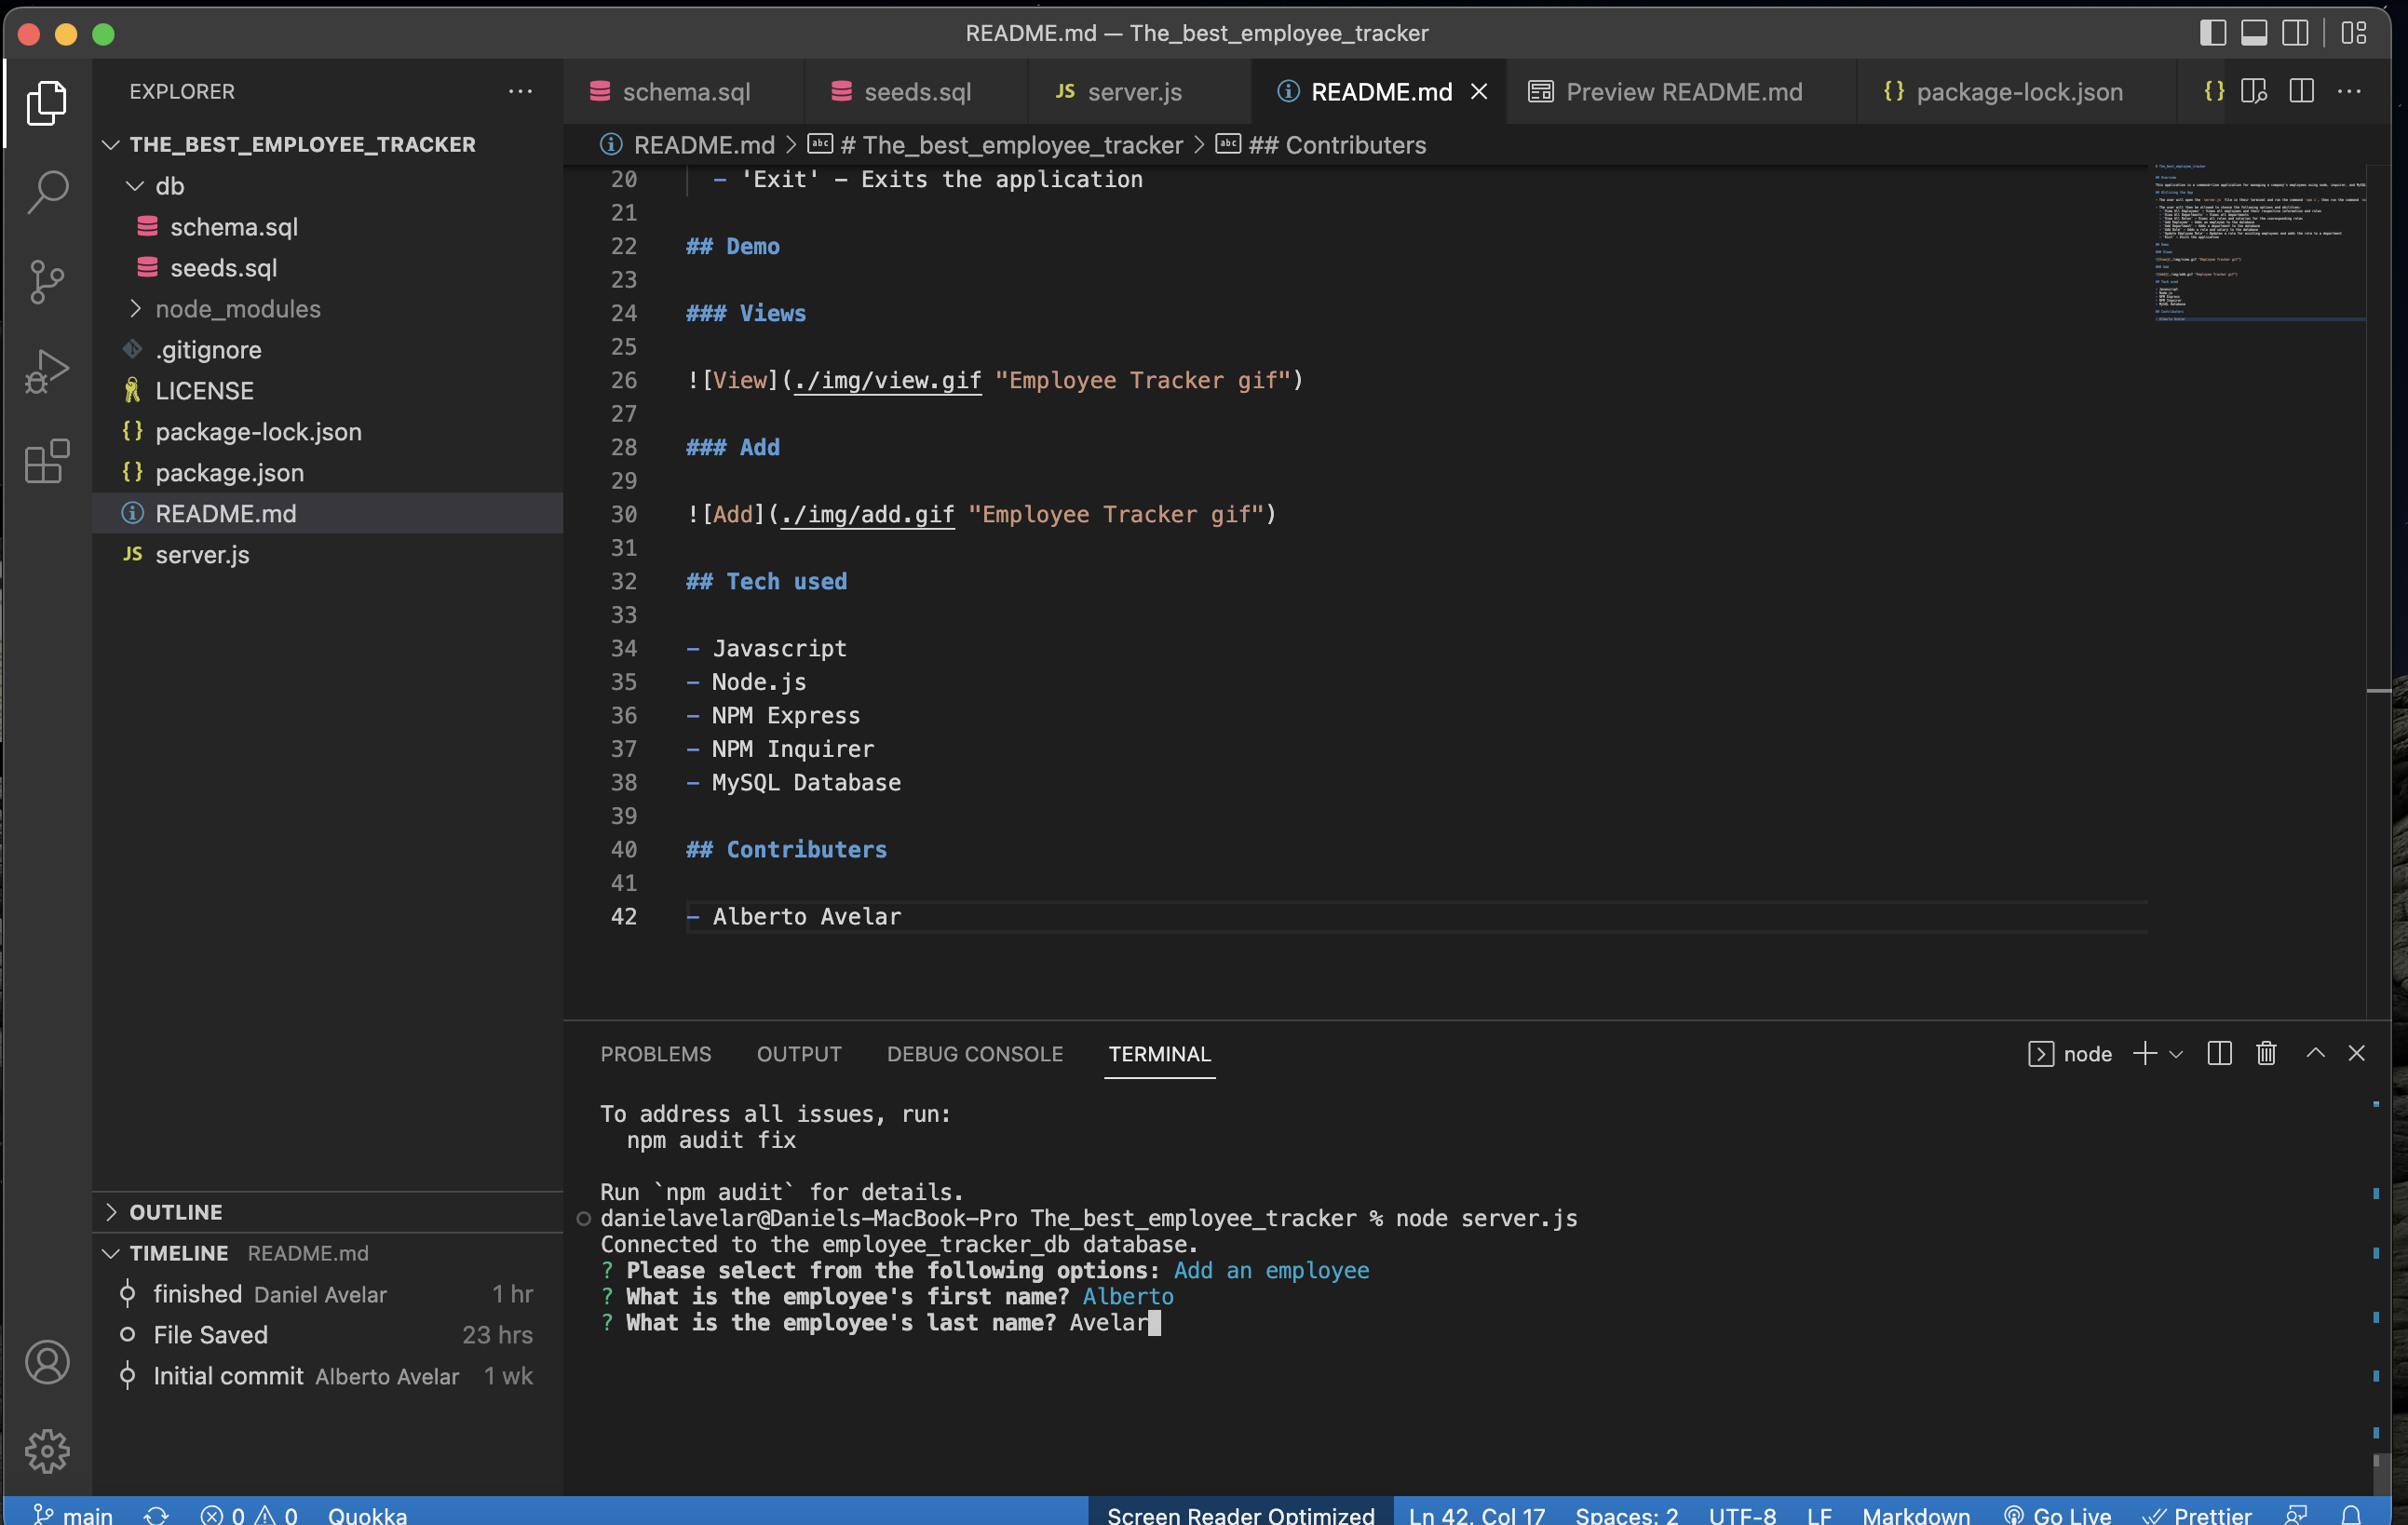 README.md — The_best_employee_tracker
EXPLORER
THE_BEST_EMPLOYEE_TRACKER
db
schema.sql
seeds.sql
node_modules
.gitignore
LICENSE
package-lock.json
package.json
README.md
server.js
OUTLINE
TIMELINE README.md
finished Daniel Avelar 1 hr
File Saved 23 hrs
Initial commit Alberto Avelar 1 wk
schema.sql seeds.sql JS server.js README.md Preview README.md {} package-lock.json {}
README.md > # The_best_employee_tracker > ## Contributers
20 - 'Exit' - Exits the application
21
22 ## Demo
23
24 ### Views
25
26 ![View](./img/view.gif "Employee Tracker gif")
27
28 ### Add
29
30 ![Add](./img/add.gif "Employee Tracker gif")
31
32 ## Tech used
33
34 - Javascript
35 - Node.js
36 - NPM Express
37 - NPM Inquirer
38 - MySQL Database
39
40 ## Contributers
41
42 - Alberto Avelar
PROBLEMS OUTPUT DEBUG CONSOLE TERMINAL node
To address all issues, run:
npm audit fix
Run `npm audit` for details.
danielavelar@Daniels-MacBook-Pro The_best_employee_tracker % node server.js
Connected to the employee_tracker_db database.
? Please select from the following options: Add an employee
? What is the employee's first name? Alberto
? What is the employee's last name? Avelar
main 0 0 Quokka Screen Reader Optimized Ln 42, Col 17 Spaces: 2 UTF-8 LF Markdown Go Live Prettier